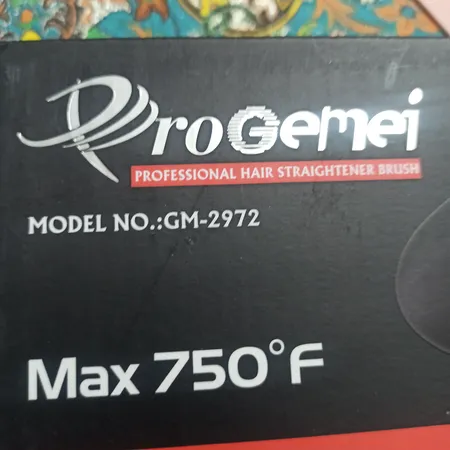 ProGemei
PROFESSIONAL HAIR STRAIGHTENER BRUSH
MODEL NO.:GM-2972
Max 750°F